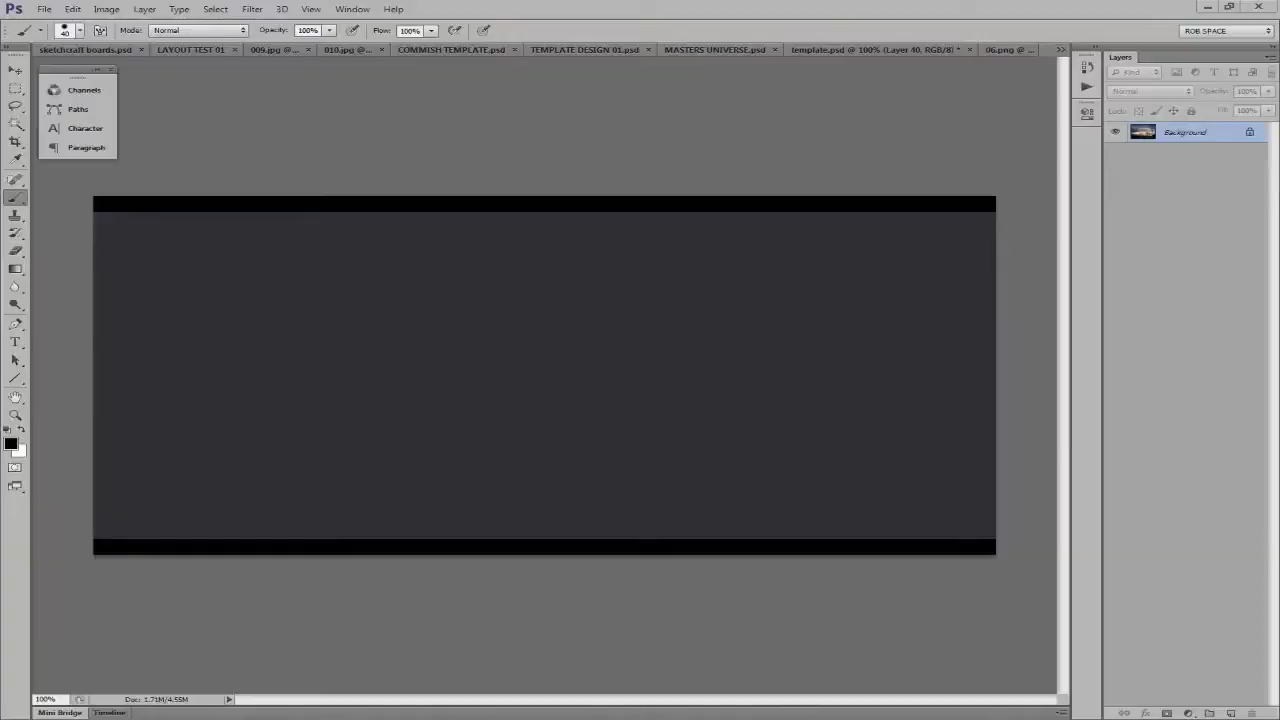 Ps File Edit Image Layer Type Select Filter 3D View Window Help
40 Mode: Normal Opacity: 100% Flow: 100% ROB SPACE
sketchcraft boards.psd × LAYOUT TEST 01 × 009.jpg @... × 010.jpg @... × COMMISH TEMPLATE.psd × TEMPLATE DESIGN 01.psd × MASTERS UNIVERSE.psd × template.psd @ 100% (Layer 40, RGB/8) * × 06.png @ ... >>
Layers
Kind
Channels
Normal Opacity: 100%
Paths
Lock: Fill: 100%
Character
Background
Paragraph
100% Doc: 1.71M/4.55M
Mini Bridge Timeline